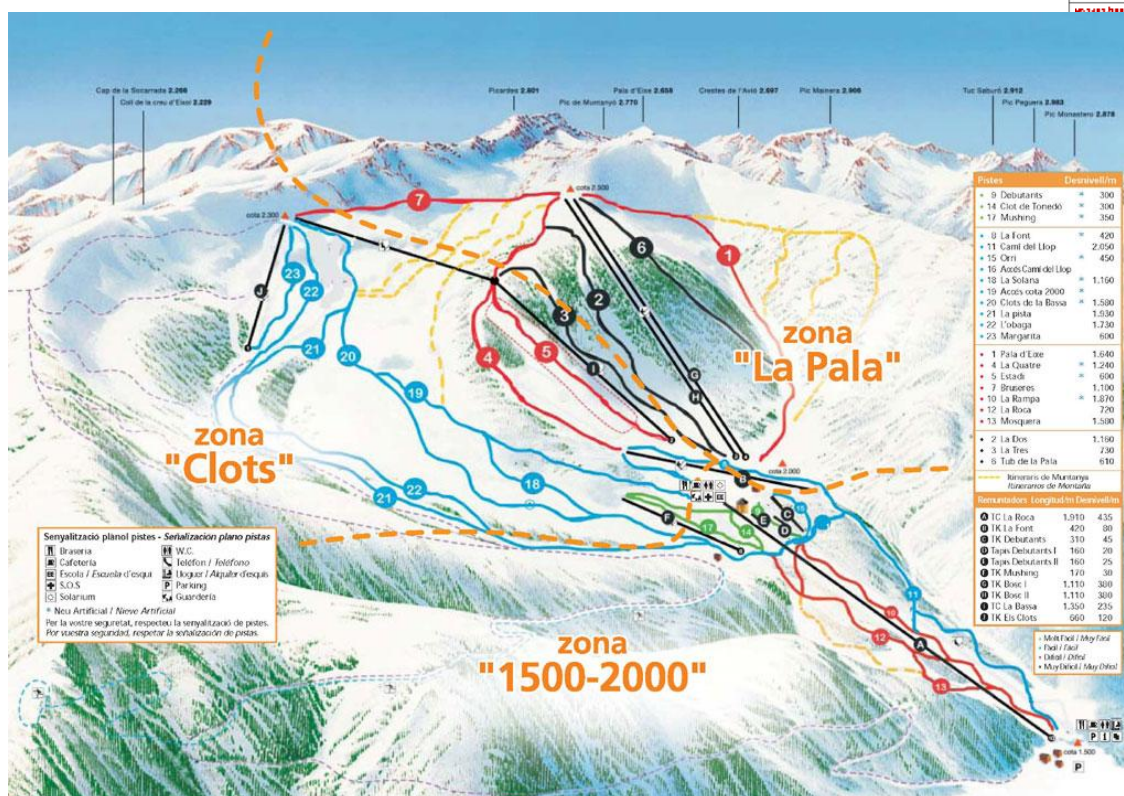 Cap de la Socarrada 2.266
Coll de la creu d'Eixol 2.229
Picardes 2.801
Pic de Muntanyó 2.770
Pala d'Eixe 2.658
Crestes de l'Avió 2.697
Pic Mainera 2.906
Tuc Saburó 2.912
Pic Peguera 2.983
Pic Monastero 2.878
cota 2.300
cota 2.500
7
6
1
J
23
22
2
3
4
5
I
G
H
21
20
19
zona
"La Pala"
zona
"Clots"
cota 2.000
B
18
22
21
F
17
14
E
C
D
11
10
12
A
13
zona
"1500-2000"
cota 1.500
P
Pistes Desnivell/m
9 Debutants * 300
14 Clot de Tonedó * 300
17 Mushing * 350
8 La Font * 420
11 Camí del Llop 2.050
15 Orri * 450
16 Accés Camí del Llop
18 La Solana * 1.160
19 Accés cota 2000 *
20 Clots de la Bassa * 1.580
21 La pista 1.930
22 L'obaga 1.730
23 Margarita 600
1 Pala d'Eixe 1.640
4 La Quatre * 1.240
5 Estadi * 600
7 Bruseres 1.100
10 La Rampa * 1.870
12 La Roca 720
13 Mosquera 1.500
2 La Dos 1.160
3 La Tres 730
6 Tub de la Pala 610
Itineraris de Muntanya
Itinerarios de Montaña
Remuntadors Longitud/m Desnivell/m
A TC La Roca 1.910 435
B TK La Font 420 80
C TK Debutants 310 45
D Tapis Debutants I 160 20
E Tapis Debutants II 160 25
F TK Mushing 170 30
G TK Bosc I 1.110 380
H TK Bosc II 1.110 380
I TC La Bassa 1.350 235
J TK Els Clots 660 120
Molt Fàcil / Muy Fácil
Fàcil / Fácil
Difícil / Difícil
Muy Difícil / Muy Difícil
Senyalització plànol pistes - Señalización plano pistas
Braseria
Cafeteria
Escola / Escuela d'esquí
S.O.S
Solarium
W.C.
Telèfon / Teléfono
Lloguer / Alquiler d'esquís
P Parking
Guardería
* Neu Artificial / Nieve Artificial
Per la vostre seguretat, respecteu la senyalització de pistes.
Por vuestra seguridad, respetar la señalización de pistas.